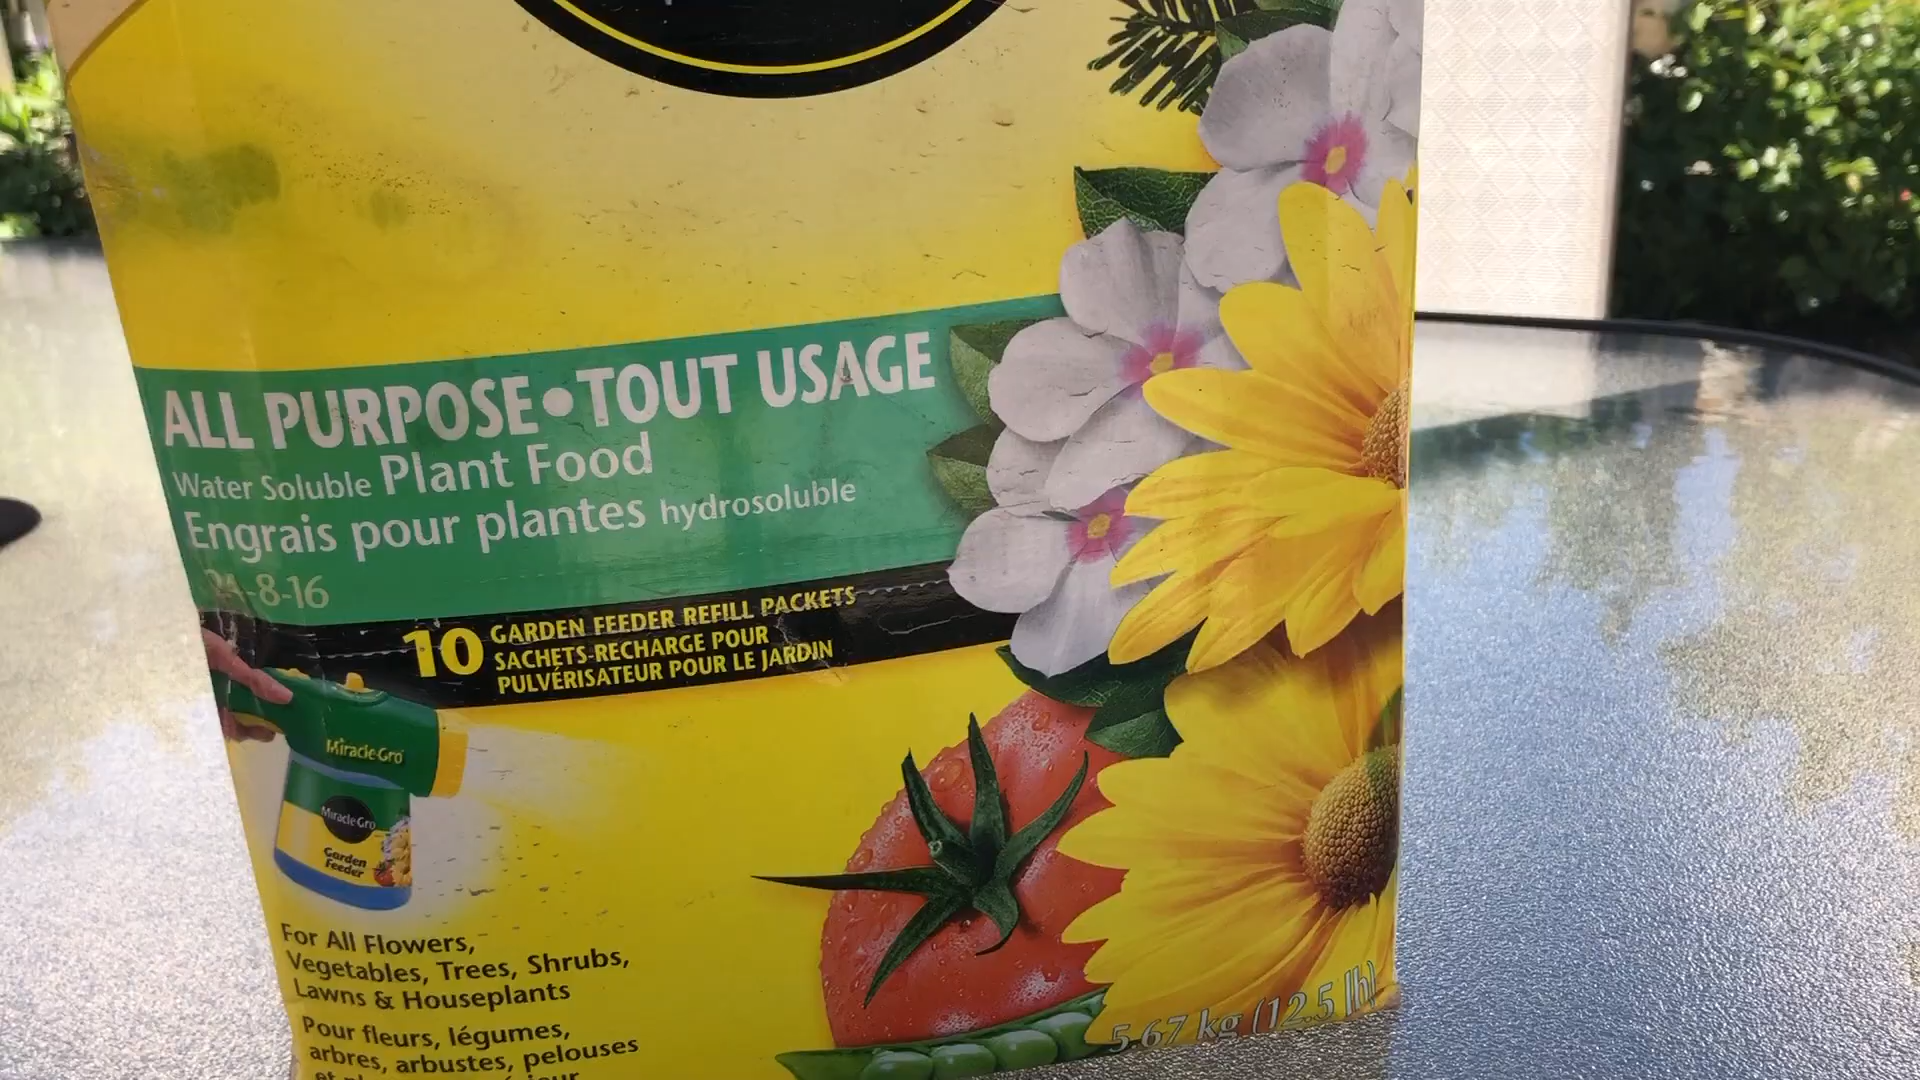 ALL PURPOSE • TOUT USAGE
Water Soluble Plant Food
Engrais pour plantes hydrosoluble
24-8-16
10 GARDEN FEEDER REFILL PACKETS
SACHETS-RECHARGE POUR
PULVÉRISATEUR POUR LE JARDIN
Miracle-Gro
Miracle-Gro
Garden
Feeder
For All Flowers,
Vegetables, Trees, Shrubs,
Lawns & Houseplants
Pour fleurs, légumes,
arbres, arbustes, pelouses
et
5.67 kg (12.5 lb)